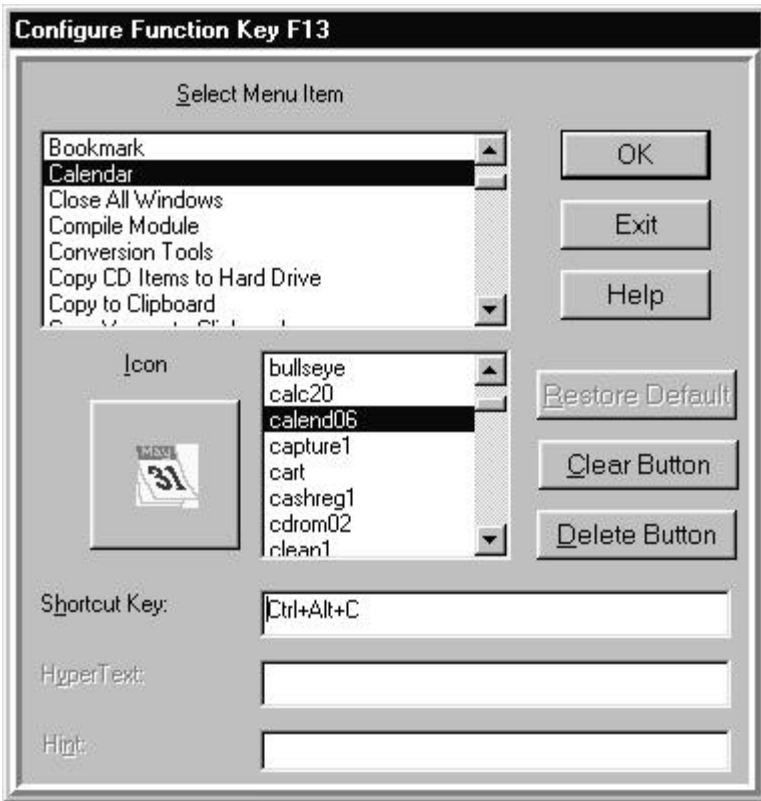 Configure Function Key F13
Select Menu Item
Bookmark
Calendar
Close All Windows
Compile Module
Conversion Tools
Copy CD Items to Hard Drive
Copy to Clipboard
OK
Exit
Help
Icon
May
31
bullseye
calc20
calend06
capture1
cart
cashreg1
cdrom02
clean1
Restore Default
Clear Button
Delete Button
Shortcut Key:
Ctrl+Alt+C
HyperText:
Hint: